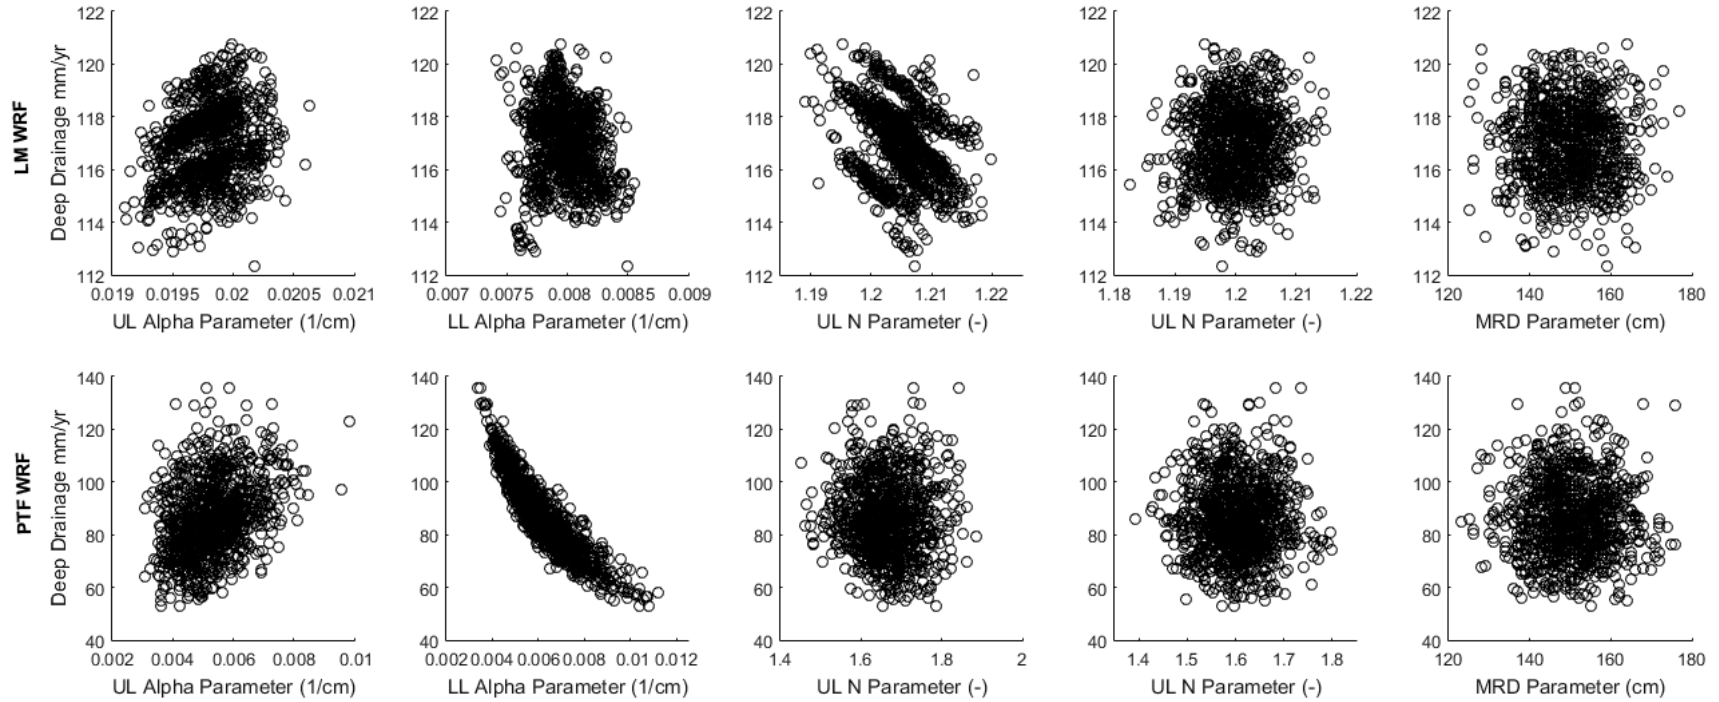 LM WRF
Deep Drainage mm/yr
122
120
118
116
114
112
0.019 0.0195 0.02 0.0205 0.021
UL Alpha Parameter (1/cm)
122
120
118
116
114
112
0.007 0.0075 0.008 0.0085 0.009
LL Alpha Parameter (1/cm)
122
120
118
116
114
112
1.19 1.2 1.21 1.22
UL N Parameter (-)
122
120
118
116
114
112
1.18 1.19 1.2 1.21 1.22
UL N Parameter (-)
122
120
118
116
114
112
120 140 160 180
MRD Parameter (cm)
PTF WRF
Deep Drainage mm/yr
140
120
100
80
60
40
0.002 0.004 0.006 0.008 0.01
UL Alpha Parameter (1/cm)
140
120
100
80
60
40
0.002 0.004 0.006 0.008 0.01 0.012
LL Alpha Parameter (1/cm)
140
120
100
80
60
40
1.4 1.6 1.8 2
UL N Parameter (-)
140
120
100
80
60
40
1.4 1.5 1.6 1.7 1.8
UL N Parameter (-)
140
120
100
80
60
40
120 140 160 180
MRD Parameter (cm)